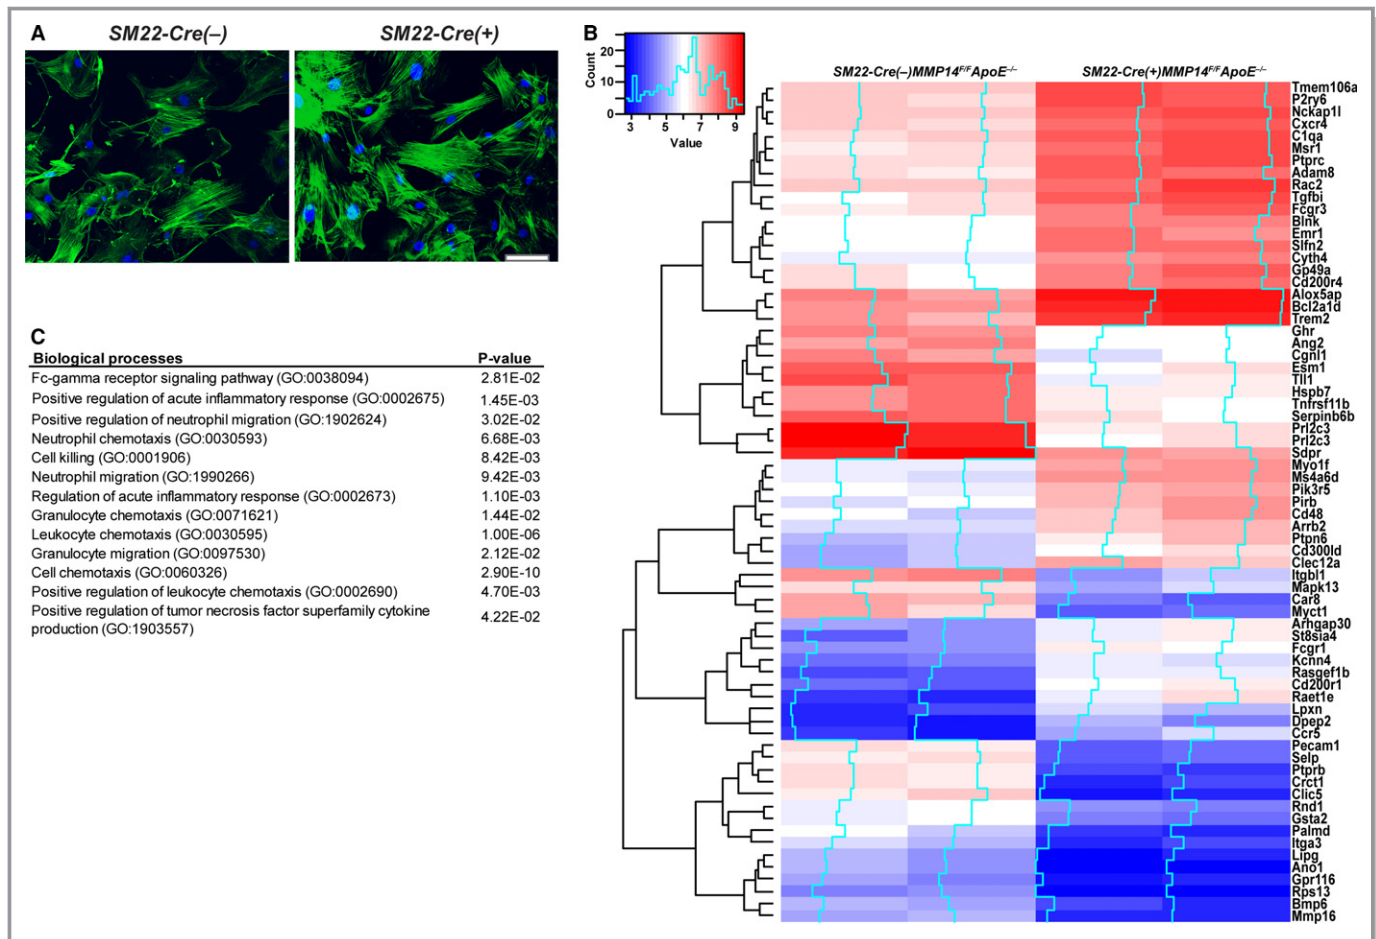 A
SM22-Cre(–)
SM22-Cre(+)
B
Count
20
10
0
3
5
7
9
Value
SM22-Cre(–)MMP14F/FApoE–/–
SM22-Cre(+)MMP14F/FApoE–/–
Tmem106a
P2ry6
Nckap1l
Cxcr4
C1qa
Msr1
Ptprc
Adam8
Rac2
Tgfbi
Fcgr3
Blnk
Emr1
Slfn2
Cyth4
Gp49a
Cd200r4
Alox5ap
Bcl2a1d
Trem2
Ghr
Ang2
Cgnl1
Esm1
Tll1
Hspb7
Tnfrsf11b
Serpinb6b
Prl2c3
Prl2c3
Sdpr
Myo1f
Ms4a6d
Pik3r5
Pirb
Cd48
Arrb2
Ptpn6
Cd300ld
Clec12a
Itgbl1
Mapk13
Car8
Myct1
Arhgap30
St8sia4
Fcgr1
Kcnn4
Rasgef1b
Cd200r1
Raet1e
Lpxn
Dpep2
Ccr5
Pecam1
Selp
Ptprb
Crct1
Clic5
Rnd1
Gsta2
Palmd
Itga3
Lipg
Ano1
Gpr116
Rps13
Bmp6
Mmp16
C
Biological processes P-value
Fc-gamma receptor signaling pathway (GO:0038094) 2.81E-02
Positive regulation of acute inflammatory response (GO:0002675) 1.45E-03
Positive regulation of neutrophil migration (GO:1902624) 3.02E-02
Neutrophil chemotaxis (GO:0030593) 6.68E-03
Cell killing (GO:0001906) 8.42E-03
Neutrophil migration (GO:1990266) 9.42E-03
Regulation of acute inflammatory response (GO:0002673) 1.10E-03
Granulocyte chemotaxis (GO:0071621) 1.44E-02
Leukocyte chemotaxis (GO:0030595) 1.00E-06
Granulocyte migration (GO:0097530) 2.12E-02
Cell chemotaxis (GO:0060326) 2.90E-10
Positive regulation of leukocyte chemotaxis (GO:0002690) 4.70E-03
Positive regulation of tumor necrosis factor superfamily cytokine
production (GO:1903557) 4.22E-02